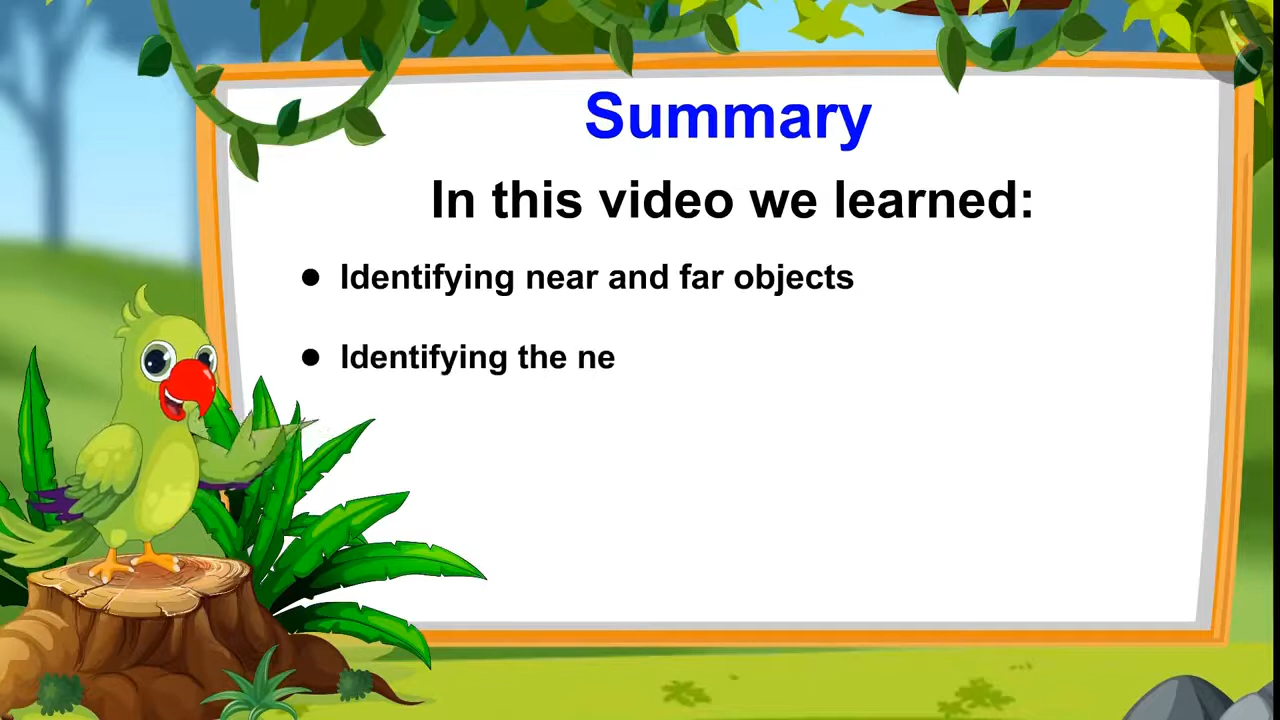 Summary
In this video we learned:
● Identifying near and far objects
● Identifying the ne